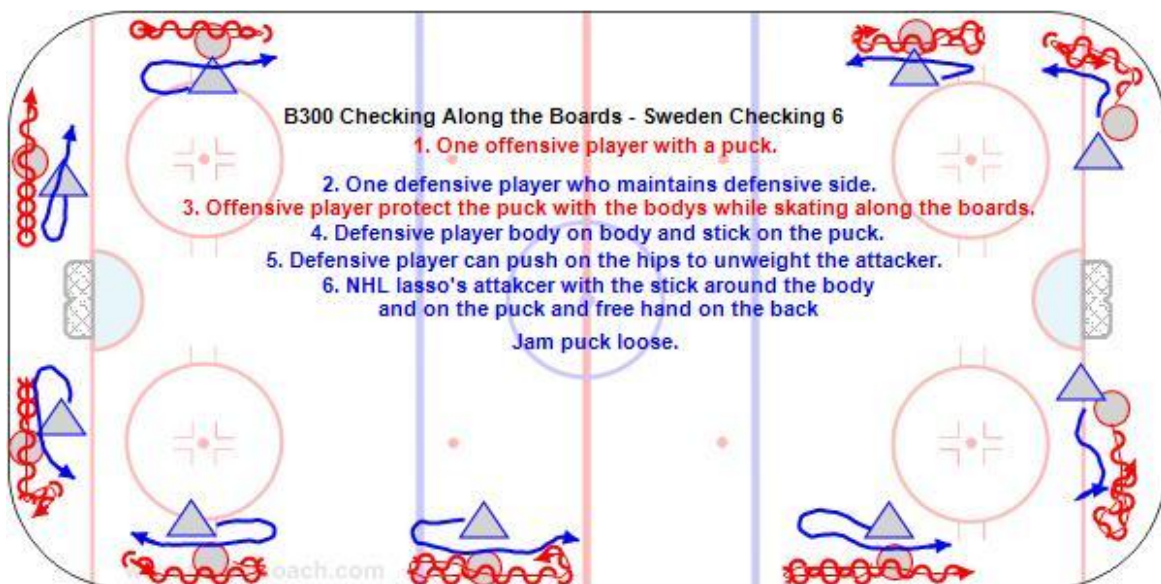 B300 Checking Along the Boards - Sweden Checking 6
1. One offensive player with a puck.
2. One defensive player who maintains defensive side.
3. Offensive player protect the puck with the bodys while skating along the boards.
4. Defensive player body on body and stick on the puck.
5. Defensive player can push on the hips to unweight the attacker.
6. NHL lasso's attakcer with the stick around the body
and on the puck and free hand on the back
Jam puck loose.